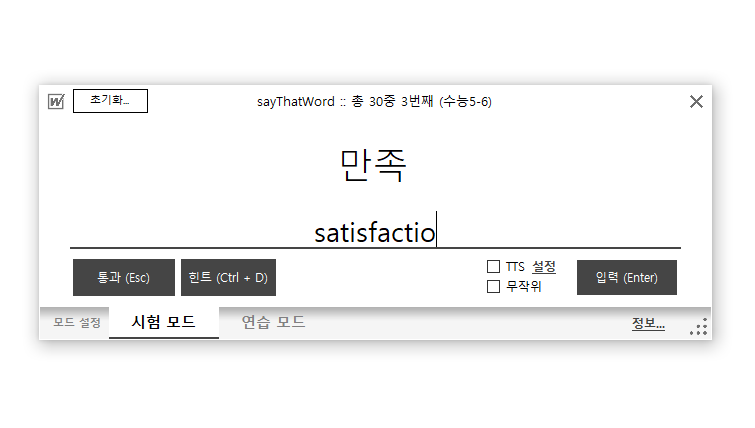 초기화...
sayThatWord :: 총 30중 3번째 (수능5-6)
만족
satisfactio
통과 (Esc)
힌트 (Ctrl + D)
TTS 설정
무작위
입력 (Enter)
모드 설정
시험 모드
연습 모드
정보...